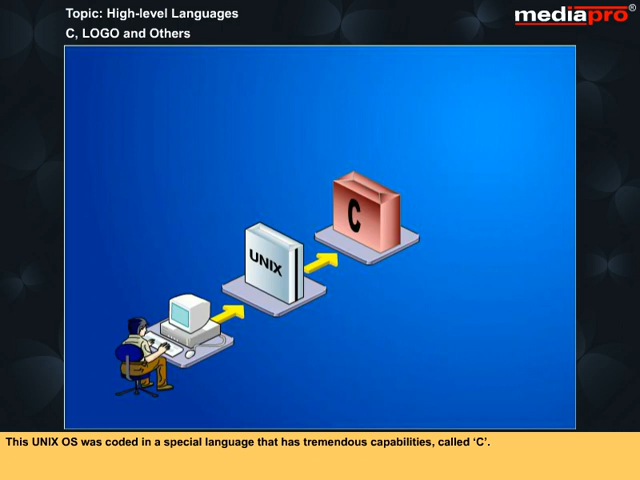 Topic: High-level Languages
C, LOGO and Others
mediapro®
C
UNIX
This UNIX OS was coded in a special language that has tremendous capabilities, called ‘C’.